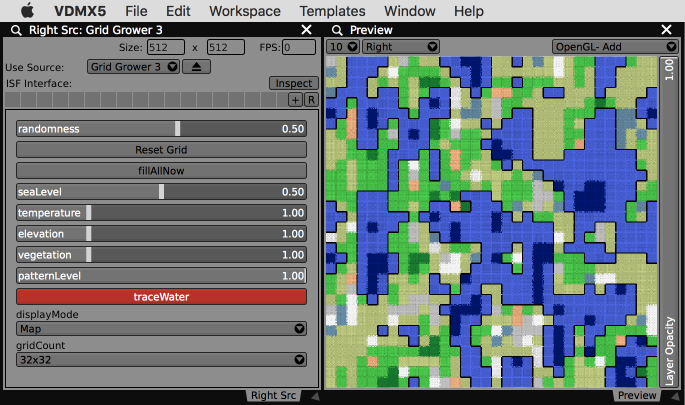 VDMX5 File Edit Workspace Templates Window Help
Right Src: Grid Grower 3
Size: 512 x 512 FPS: 0
Use Source: Grid Grower 3
ISF Interface: Inspect
+ R
randomness 0.50
Reset Grid
fillAllNow
seaLevel 0.50
temperature 1.00
elevation 1.00
vegetation 1.00
patternLevel 1.00
traceWater
displayMode
Map
gridCount
32x32
Right Src
Preview
10 Right OpenGL- Add
1.00
Layer Opacity
Preview